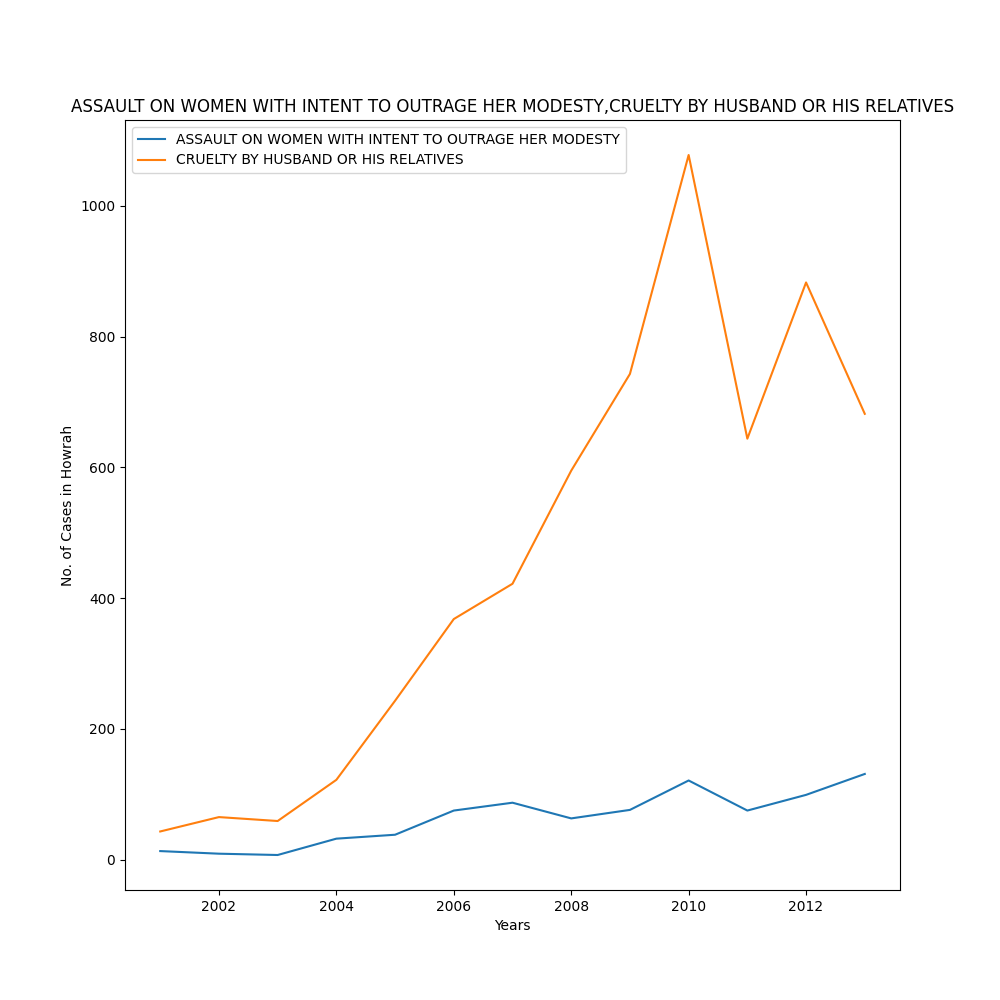 ASSAULT ON WOMEN WITH INTENT TO OUTRAGE HER MODESTY,CRUELTY BY HUSBAND OR HIS RELATIVES
ASSAULT ON WOMEN WITH INTENT TO OUTRAGE HER MODESTY
CRUELTY BY HUSBAND OR HIS RELATIVES
1000
800
600
400
200
0
No. of Cases in Howrah
2002 2004 2006 2008 2010 2012
Years